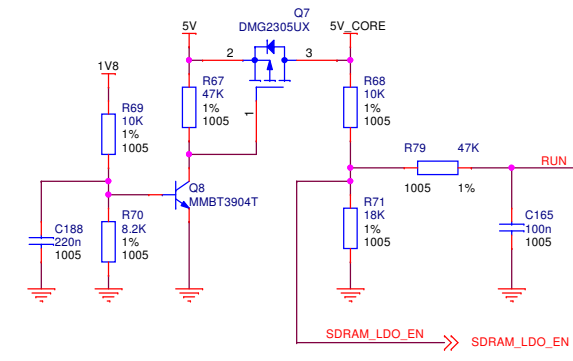 Q7
5V
DMG2305UX
5V_CORE
2
3
1V8
R67
47K
1%
1005
1
R68
10K
1%
1005
R69
10K
1%
1005
R79
47K
RUN
1005
1%
Q8
MMBT3904T
R70
8.2K
1%
1005
C188
220n
1005
R71
18K
1%
1005
C165
100n
1005
SDRAM_LDO_EN
SDRAM_LDO_EN